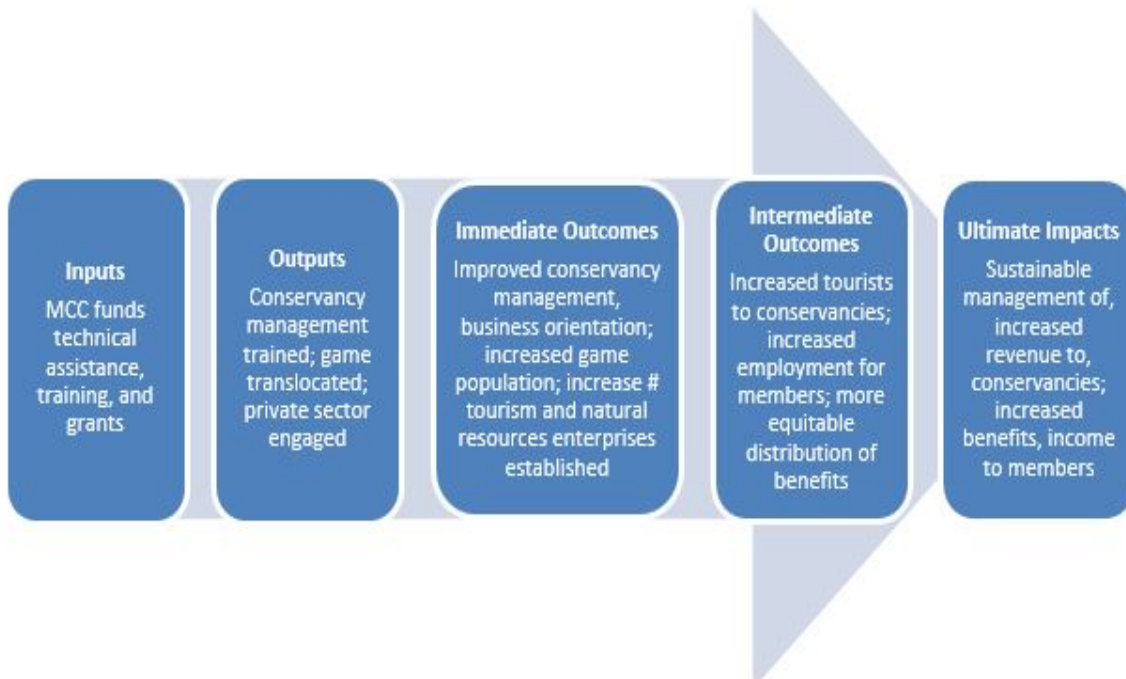 Inputs
MCC funds
technical
assistance,
training, and
grants
Outputs
Conservancy
management
trained; game
translocated;
private sector
engaged
Immediate Outcomes
Improved conservancy
management,
business orientation;
increased game
population; increase #
tourism and natural
resources enterprises
established
Intermediate
Outcomes
Increased tourists
to conservancies;
increased
employment for
members; more
equitable
distribution of
benefits
Ultimate Impacts
Sustainable
management of,
increased
revenue to,
conservancies;
increased
benefits, income
to members